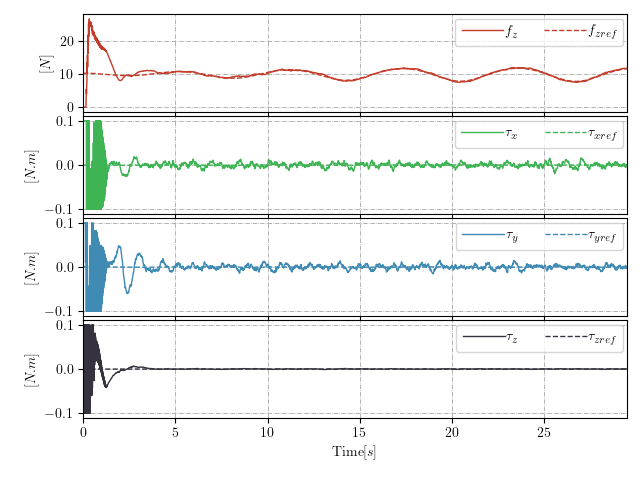 [N]
20
10
0
f_z f_zref
[N.m]
0.1
0.0
−0.1
τ_x τ_xref
[N.m]
0.1
0.0
−0.1
τ_y τ_yref
[N.m]
0.1
0.0
−0.1
τ_z τ_zref
0 5 10 15 20 25
Time[s]